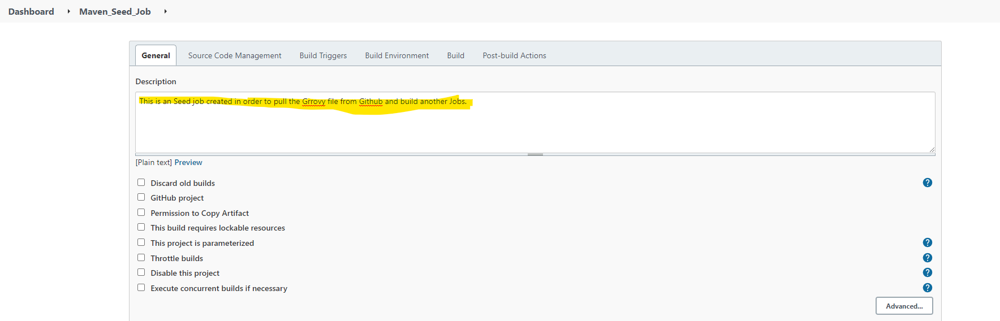 Dashboard Maven_Seed_Job
General Source Code Management Build Triggers Build Environment Build Post-build Actions
Description
This is an Seed job created in order to pull the Grrovy file from Github and build another Jobs.
[Plain text] Preview
Discard old builds ?
GitHub project
Permission to Copy Artifact
This build requires lockable resources
This project is parameterized ?
Throttle builds ?
Disable this project ?
Execute concurrent builds if necessary ?
Advanced...